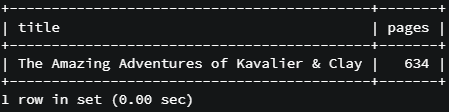 +--------------------------------------------+-------+
| title                                      | pages |
+--------------------------------------------+-------+
| The Amazing Adventures of Kavalier & Clay |   634 |
+--------------------------------------------+-------+
1 row in set (0.00 sec)